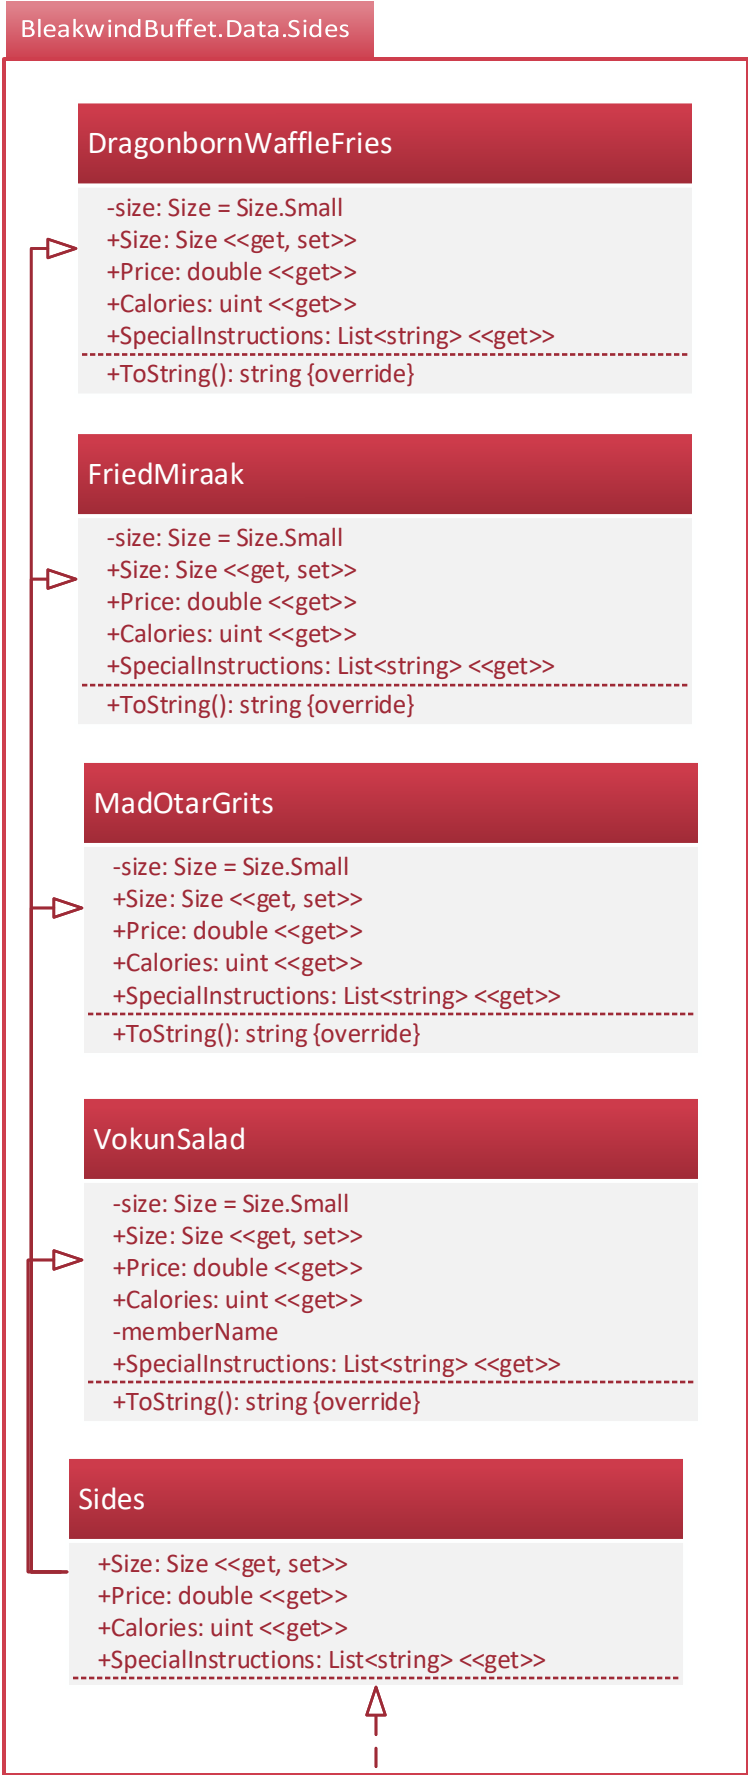 BleakwindBuffet.Data.Sides
DragonbornWaffleFries
-size: Size = Size.Small
+Size: Size <<get, set>>
+Price: double <<get>>
+Calories: uint <<get>>
+SpecialInstructions: List<string> <<get>>
+ToString(): string {override}
FriedMiraak
-size: Size = Size.Small
+Size: Size <<get, set>>
+Price: double <<get>>
+Calories: uint <<get>>
+SpecialInstructions: List<string> <<get>>
+ToString(): string {override}
MadOtarGrits
-size: Size = Size.Small
+Size: Size <<get, set>>
+Price: double <<get>>
+Calories: uint <<get>>
+SpecialInstructions: List<string> <<get>>
+ToString(): string {override}
VokunSalad
-size: Size = Size.Small
+Size: Size <<get, set>>
+Price: double <<get>>
+Calories: uint <<get>>
-memberName
+SpecialInstructions: List<string> <<get>>
+ToString(): string {override}
Sides
+Size: Size <<get, set>>
+Price: double <<get>>
+Calories: uint <<get>>
+SpecialInstructions: List<string> <<get>>